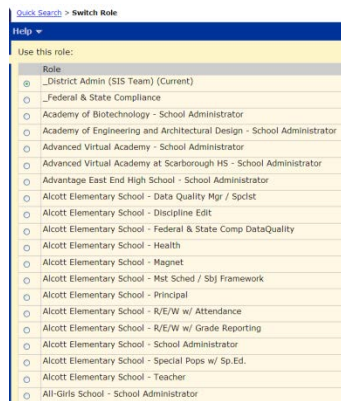 Quick Search > Switch Role
Help
Use this role:
Role
_District Admin (SIS Team) (Current)
_Federal & State Compliance
Academy of Biotechnology - School Administrator
Academy of Engineering and Architectural Design - School Administrator
Advanced Virtual Academy - School Administrator
Advanced Virtual Academy at Scarborough HS - School Administrator
Advantage East End High School - School Administrator
Alcott Elementary School - Data Quality Mgr / Spclst
Alcott Elementary School - Discipline Edit
Alcott Elementary School - Federal & State Comp DataQuality
Alcott Elementary School - Health
Alcott Elementary School - Magnet
Alcott Elementary School - Mst Sched / Sbj Framework
Alcott Elementary School - Principal
Alcott Elementary School - R/E/W w/ Attendance
Alcott Elementary School - R/E/W w/ Grade Reporting
Alcott Elementary School - School Administrator
Alcott Elementary School - Special Pops w/ Sp.Ed.
Alcott Elementary School - Teacher
All-Girls School - School Administrator